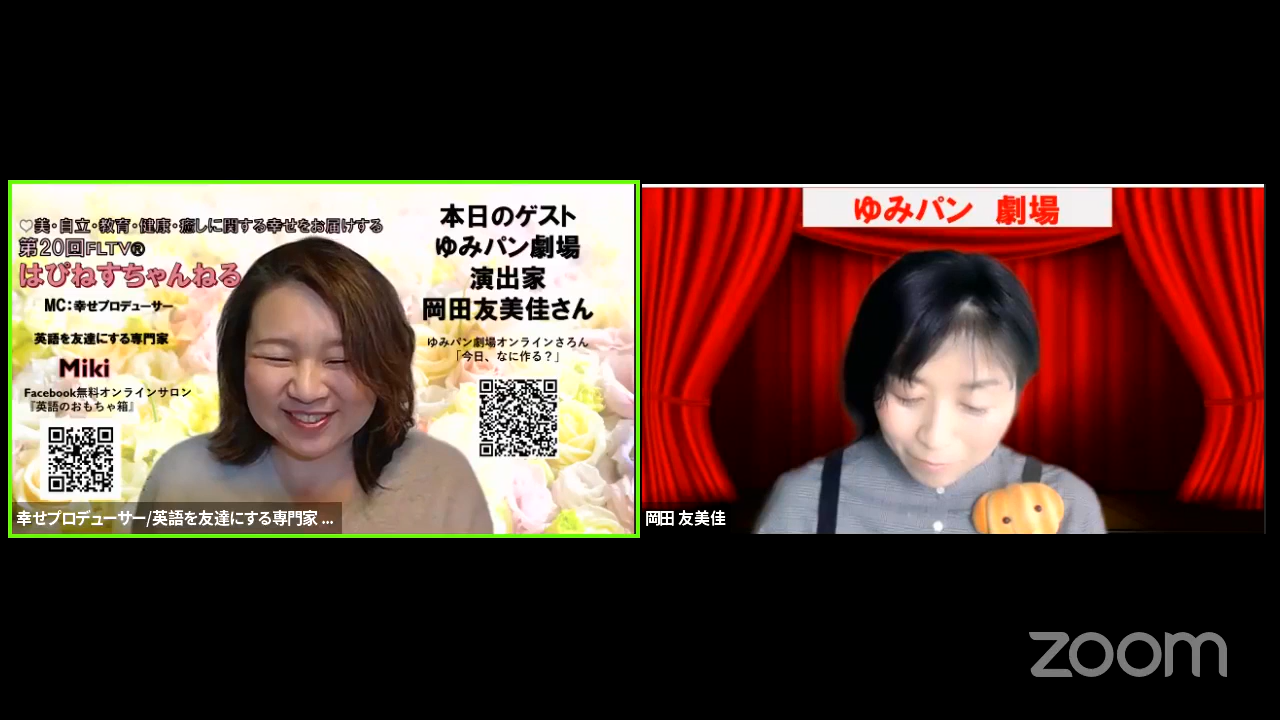 ♡美・自立・教育・健康・癒しに関する幸せをお届けする
第20回FLTV®
はぴねすちゃんねる
MC:幸せプロデューサー
英語を友達にする専門家
Miki
Facebook無料オンラインサロン
『英語のおもちゃ箱』
幸せプロデューサー/英語を友達にする専門家 ...
本日のゲスト
ゆみパン劇場
演出家
岡田友美佳さん
ゆみパン劇場オンラインさろん
「今日、なに作る？」
ゆみパン 劇場
岡田 友美佳
zoom